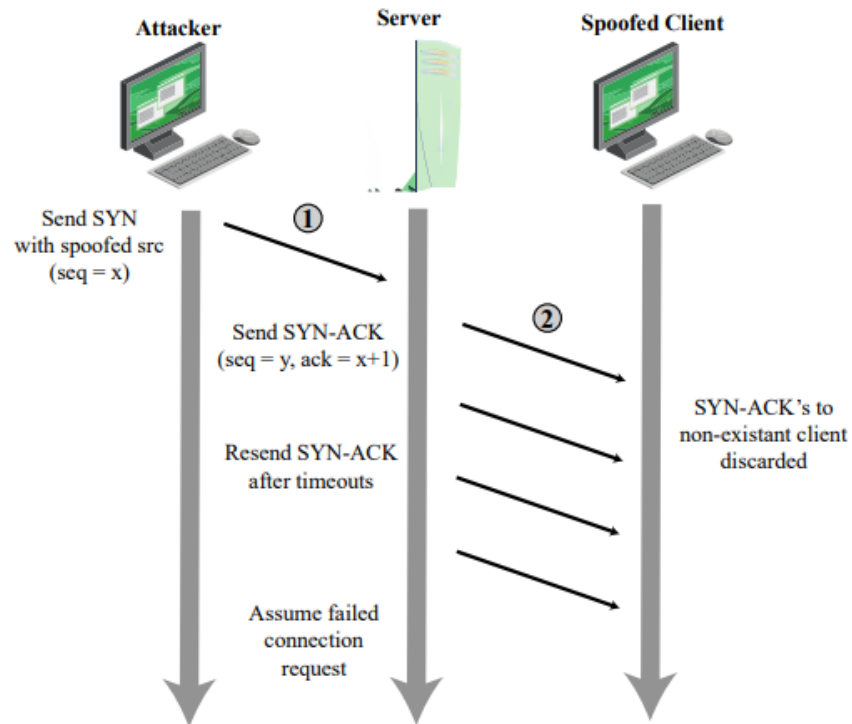 Attacker
Server
Spoofed Client
Send SYN
with spoofed src
(seq = x)
1
Send SYN-ACK
(seq = y, ack = x+1)
2
SYN-ACK's to
non-existant client
discarded
Resend SYN-ACK
after timeouts
Assume failed
connection
request